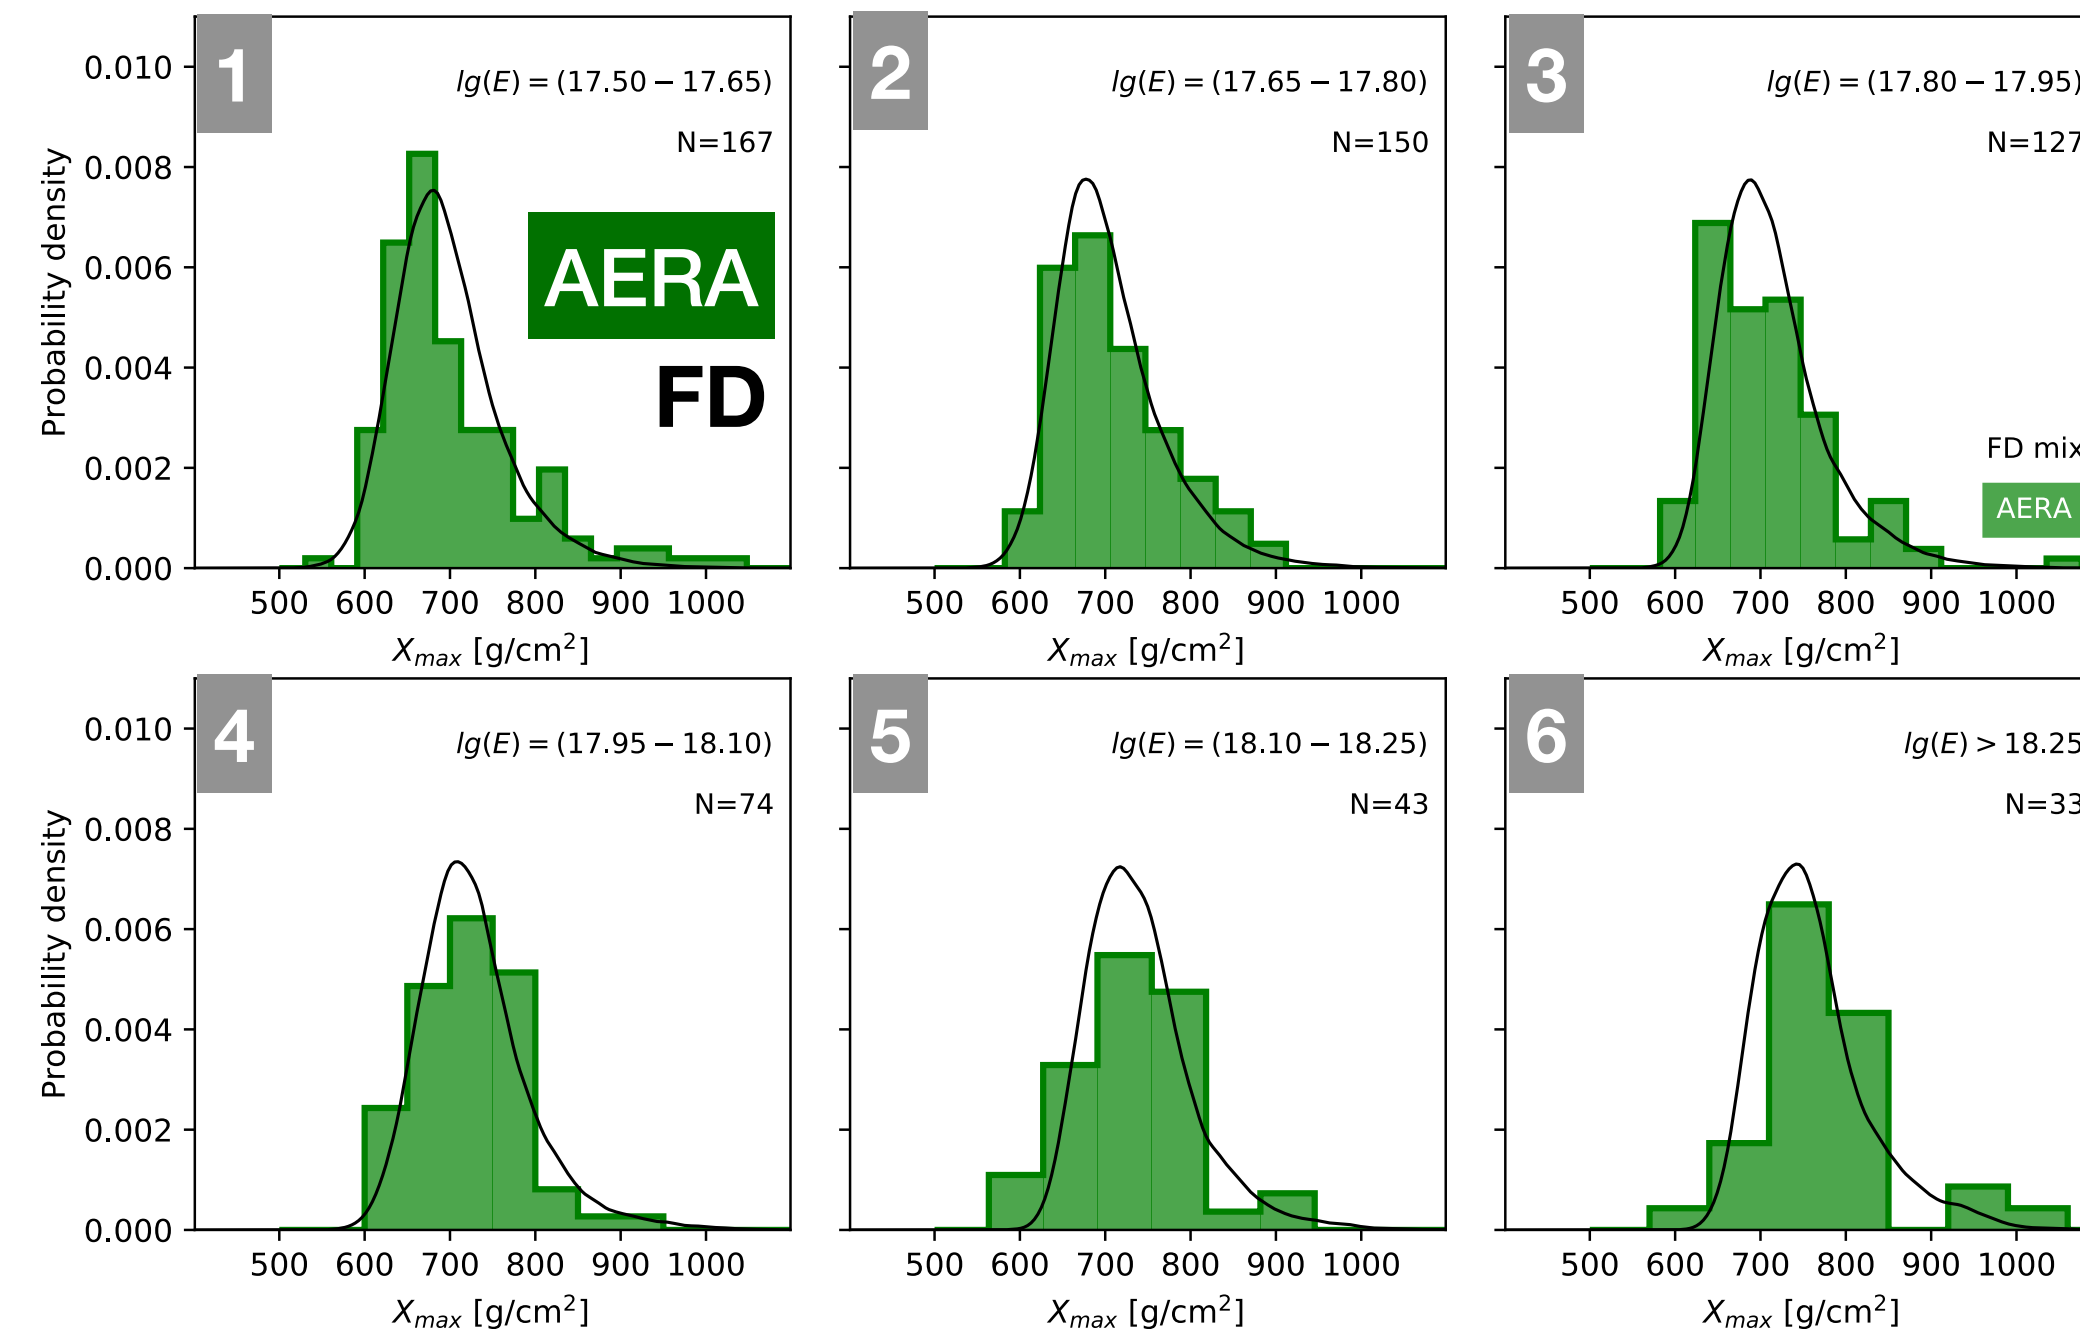 1
lg(E) = (17.50 − 17.65)
N=167
AERA
FD
Probability density
0.010
0.008
0.006
0.004
0.002
0.000
500 600 700 800 900 1000
Xmax [g/cm²]
2
lg(E) = (17.65 − 17.80)
N=150
500 600 700 800 900 1000
Xmax [g/cm²]
3
lg(E) = (17.80 − 17.95)
N=127
FD mix
AERA
500 600 700 800 900 1000
Xmax [g/cm²]
4
lg(E) = (17.95 − 18.10)
N=74
Probability density
0.010
0.008
0.006
0.004
0.002
0.000
500 600 700 800 900 1000
Xmax [g/cm²]
5
lg(E) = (18.10 − 18.25)
N=43
500 600 700 800 900 1000
Xmax [g/cm²]
6
lg(E) > 18.25
N=33
500 600 700 800 900 1000
Xmax [g/cm²]